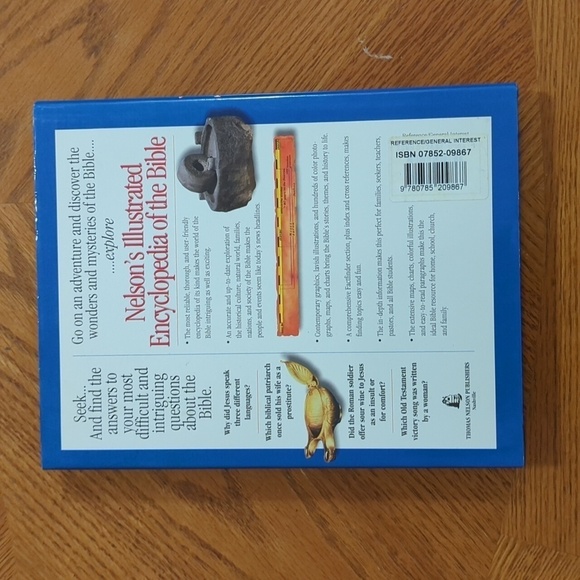 Go on an adventure and discover the
wonders and mysteries of the Bible....
....explore
Nelson's Illustrated
Encyclopedia of the Bible
• The most reliable, thorough, and user-friendly
encyclopedia of its kind makes the world of the
Bible intriguing as well as exciting.
• An accurate and up-to-date exploration of
the historical culture, natural world, families,
nations, and society of the Bible makes the
people and events seem like today's news headlines.
• Contemporary graphics, lavish illustrations, and hundreds of color photo
graphs, maps, and charts bring the Bible's stories, themes, and history to life.
• A comprehensive Factfinder section, plus index and cross references, makes
finding topics easy and fun.
• The in-depth information makes this perfect for families, seekers, teachers,
pastors, and all Bible students.
• The extensive maps, charts, colorful illustrations,
and easy-to-read paragraphs make this the
ideal Bible resource for home, school, church,
and family.
REFERENCE/GENERAL INTEREST
ISBN 07852-09867
9 780785 209867
Seek.
And find the
answers to
your most
difficult and
intriguing
questions
about the
Bible.
Why did Jesus speak
three different
languages?
Which biblical patriarch
once sold his wife as a
prostitute?
Did the Roman soldier
offer sour wine to Jesus
as an insult or
for comfort?
Which Old Testament
victory song was written
by a woman?
THOMAS NELSON PUBLISHERS
Nashville